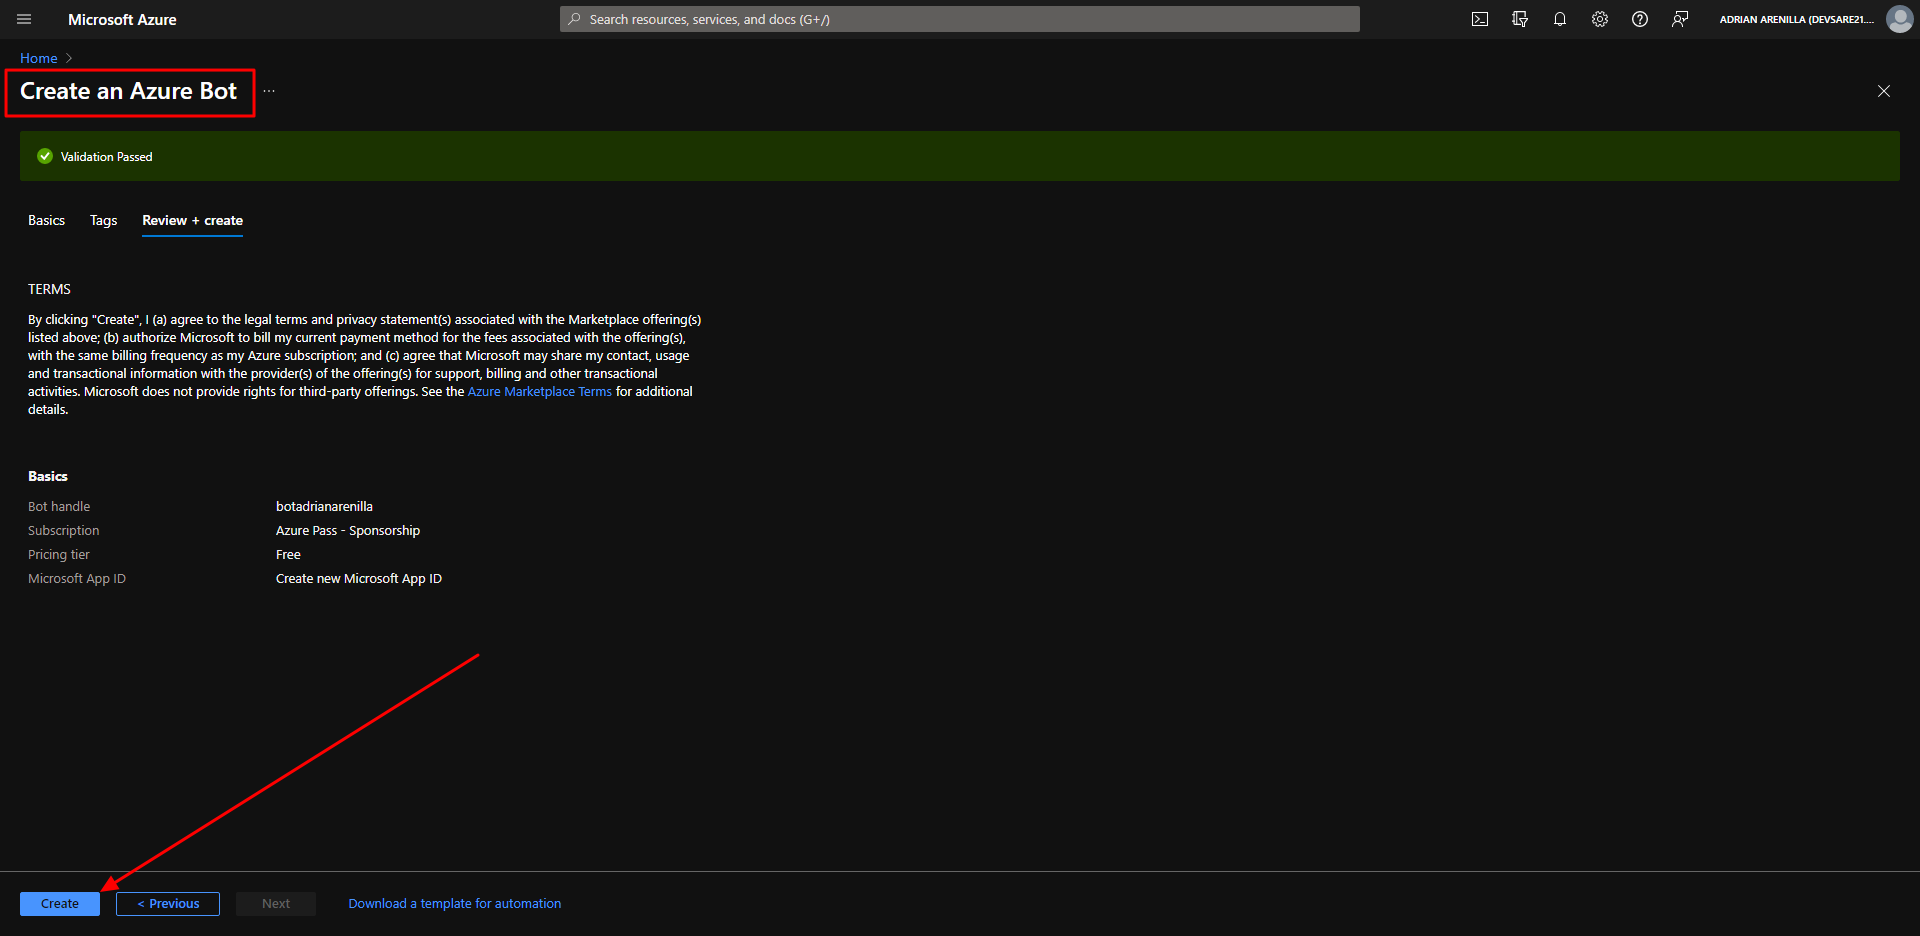 Microsoft Azure
Search resources, services, and docs (G+/)
ADRIAN ARENILLA (DEVSARE21....
Home
Create an Azure Bot
...
Validation Passed
Basics
Tags
Review + create
TERMS
By clicking "Create", I (a) agree to the legal terms and privacy statement(s) associated with the Marketplace offering(s)
listed above; (b) authorize Microsoft to bill my current payment method for the fees associated with the offering(s),
with the same billing frequency as my Azure subscription; and (c) agree that Microsoft may share my contact, usage
and transactional information with the provider(s) of the offering(s) for support, billing and other transactional
activities. Microsoft does not provide rights for third-party offerings. See the Azure Marketplace Terms for additional
details.
Basics
Bot handle botadrianarenilla
Subscription Azure Pass - Sponsorship
Pricing tier Free
Microsoft App ID Create new Microsoft App ID
Create
< Previous
Next
Download a template for automation